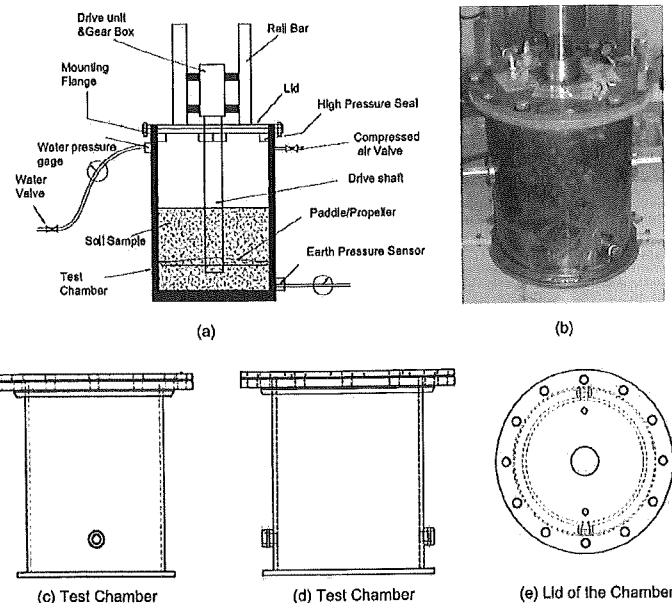 Drive unit
&Gear Box
Rail Bar
Mounting
Flange
Lid
High Pressure Seal
Water pressure
gage
Compressed
air Valve
Water
Valve
Drive shaft
Soil Sample
Paddle/Propeller
Test
Chamber
Earth Pressure Sensor
(a)
(b)
(c) Test Chamber
(d) Test Chamber
(e) Lid of the Chamber